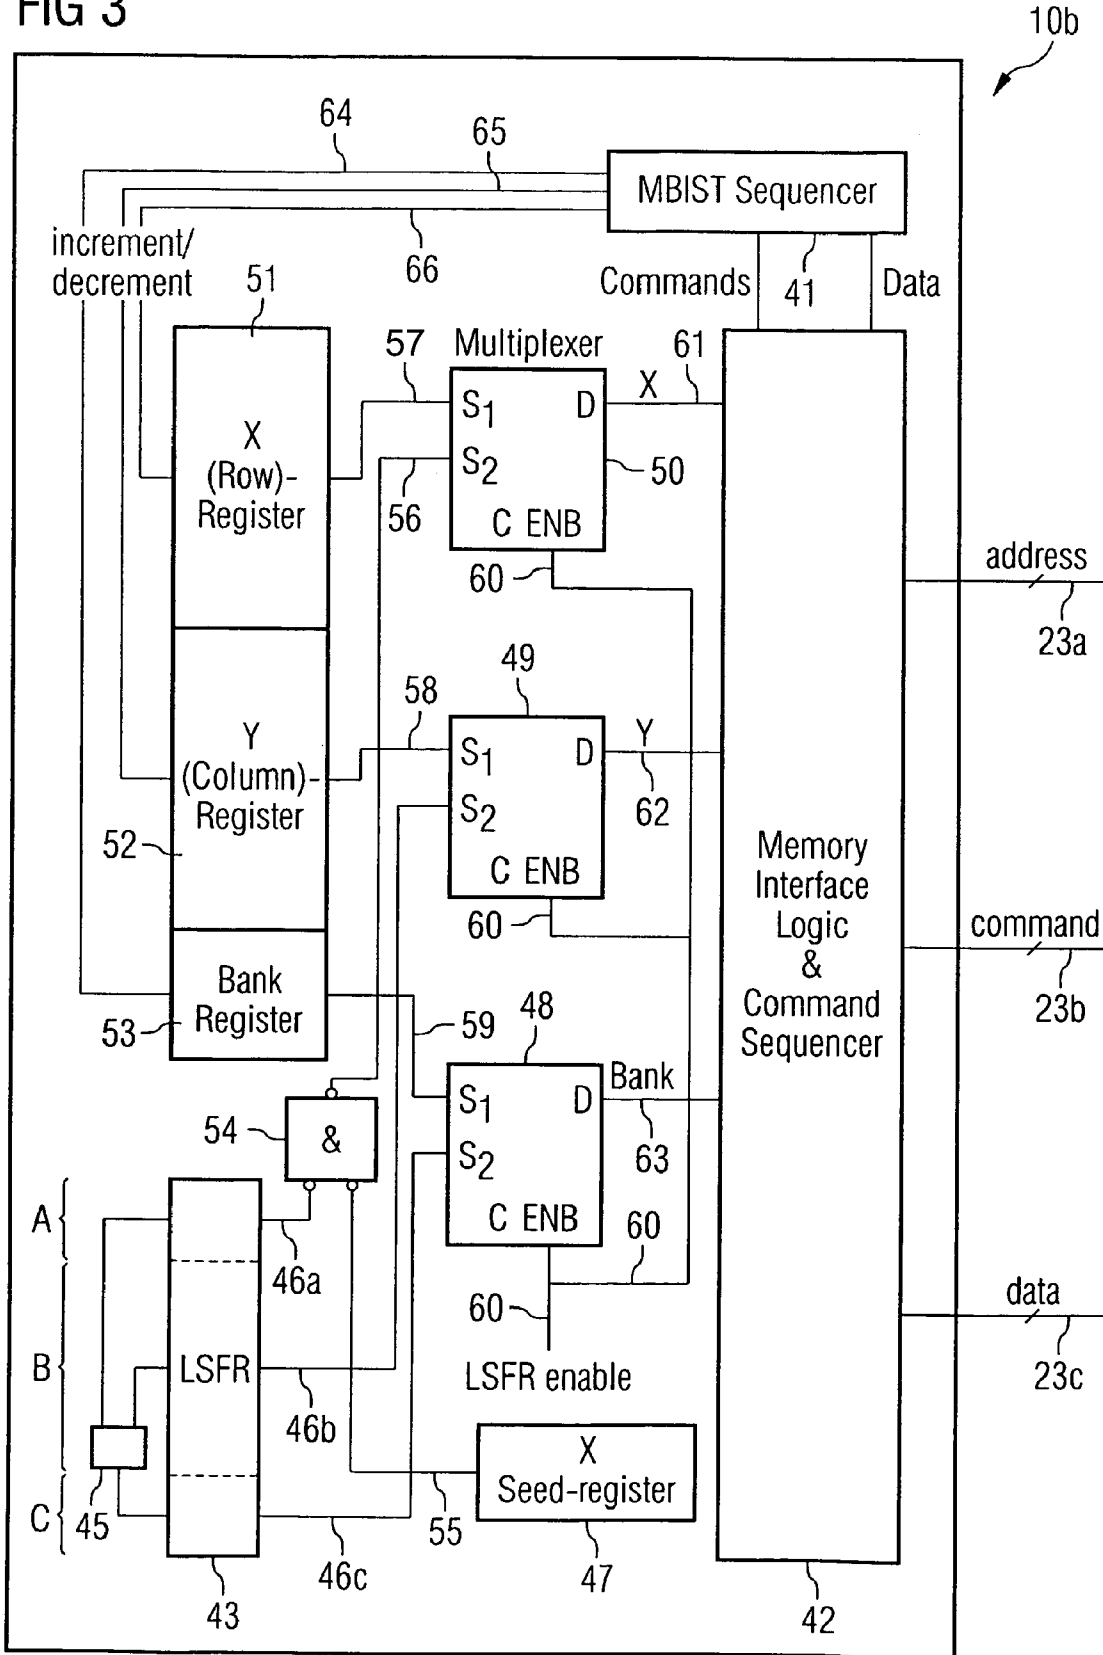 FIG 3
10b
64
65
MBIST Sequencer
increment/
decrement
66
Commands
41
Data
51
57
Multiplexer
X
61
S1
D
X
(Row)-
Register
S2
50
56
C ENB
60
address
23a
49
58
Y
S1
D
Y
(Column)-
Register
62
S2
52
C ENB
60
Memory
Interface
Logic
&
Command
Sequencer
command
23b
Bank
Register
53
59
48
Bank
S1
D
54
&
63
S2
A
C ENB
60
46a
60
data
B
LSFR
LSFR enable
23c
46b
X
Seed-register
C
45
55
46c
47
43
42